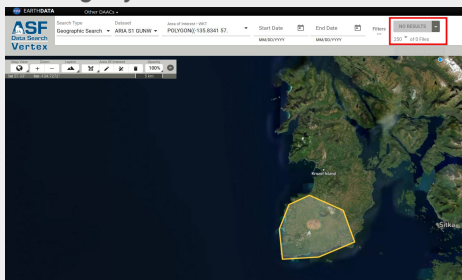 EARTHDATA Other DAACs
ASF
Data Search
Vertex
Search Type
Geographic Search
Dataset
ARIA S1 GUNW
Area of Interest - WKT
POLYGON((-135.8341 57.
Start Date
MM/DD/YYYY
End Date
MM/DD/YYYY
Filters
NO RESULTS
250 of 0 Files
100%
Kruzof Island
Sitka